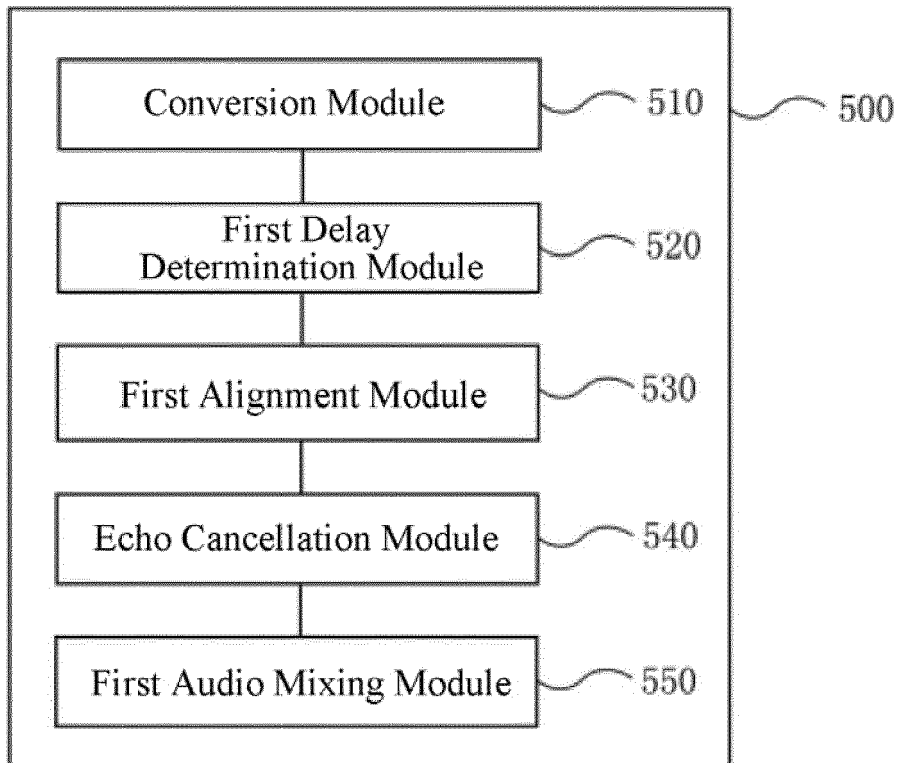 Conversion Module
510
500
First Delay
Determination Module
520
First Alignment Module
530
Echo Cancellation Module
540
First Audio Mixing Module
550